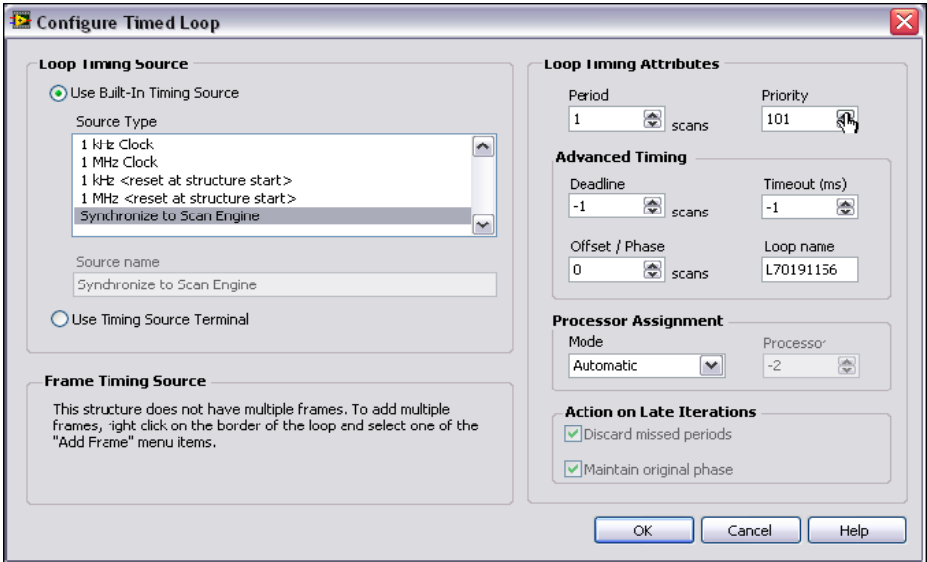 Configure Timed Loop
Loop Timing Source
Use Built-In Timing Source
Source Type
1 kHz Clock
1 MHz Clock
1 kHz <reset at structure start>
1 MHz <reset at structure start>
Synchronize to Scan Engine
Source name
Synchronize to Scan Engine
Use Timing Source Terminal
Frame Timing Source
This structure does not have multiple frames. To add multiple
frames, right click on the border of the loop and select one of the
"Add Frame" menu items.
Loop Timing Attributes
Period
Priority
1
scans
101
Advanced Timing
Deadline
Timeout (ms)
-1
scans
-1
Offset / Phase
Loop name
0
scans
L70191156
Processor Assignment
Mode
Processor
Automatic
-2
Action on Late Iterations
Discard missed periods
Maintain original phase
OK
Cancel
Help